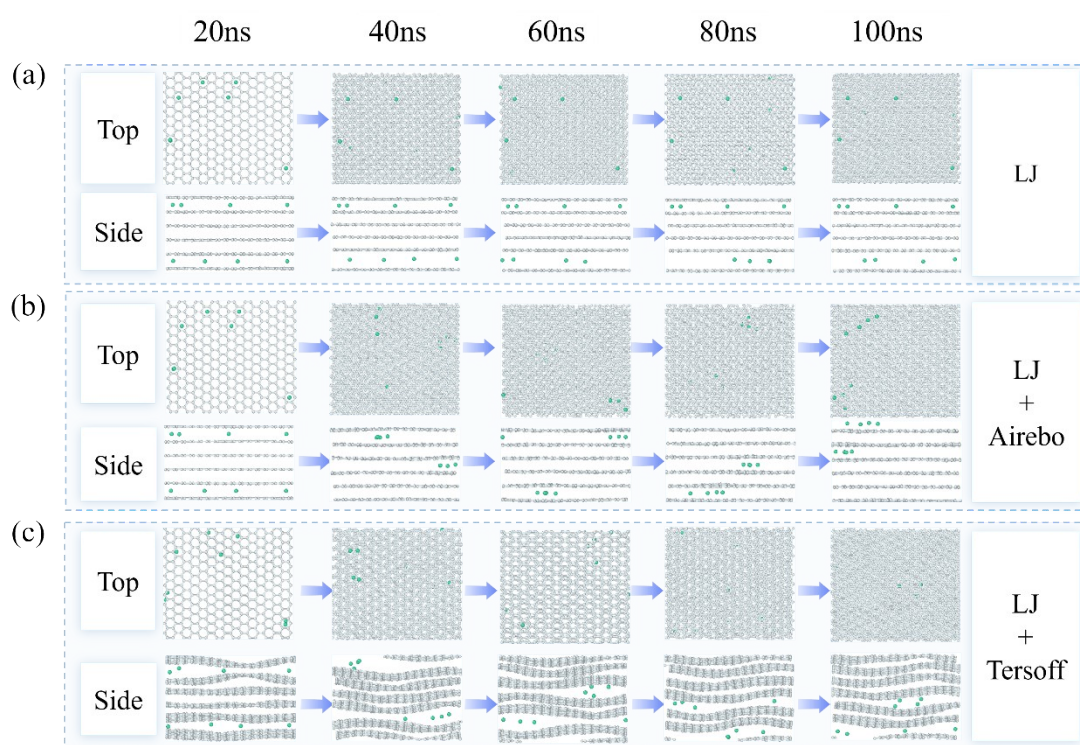 20ns 40ns 60ns 80ns 100ns
(a)
Top
Side
LJ
(b)
Top
Side
LJ
+
Airebo
(c)
Top
Side
LJ
+
Tersoff